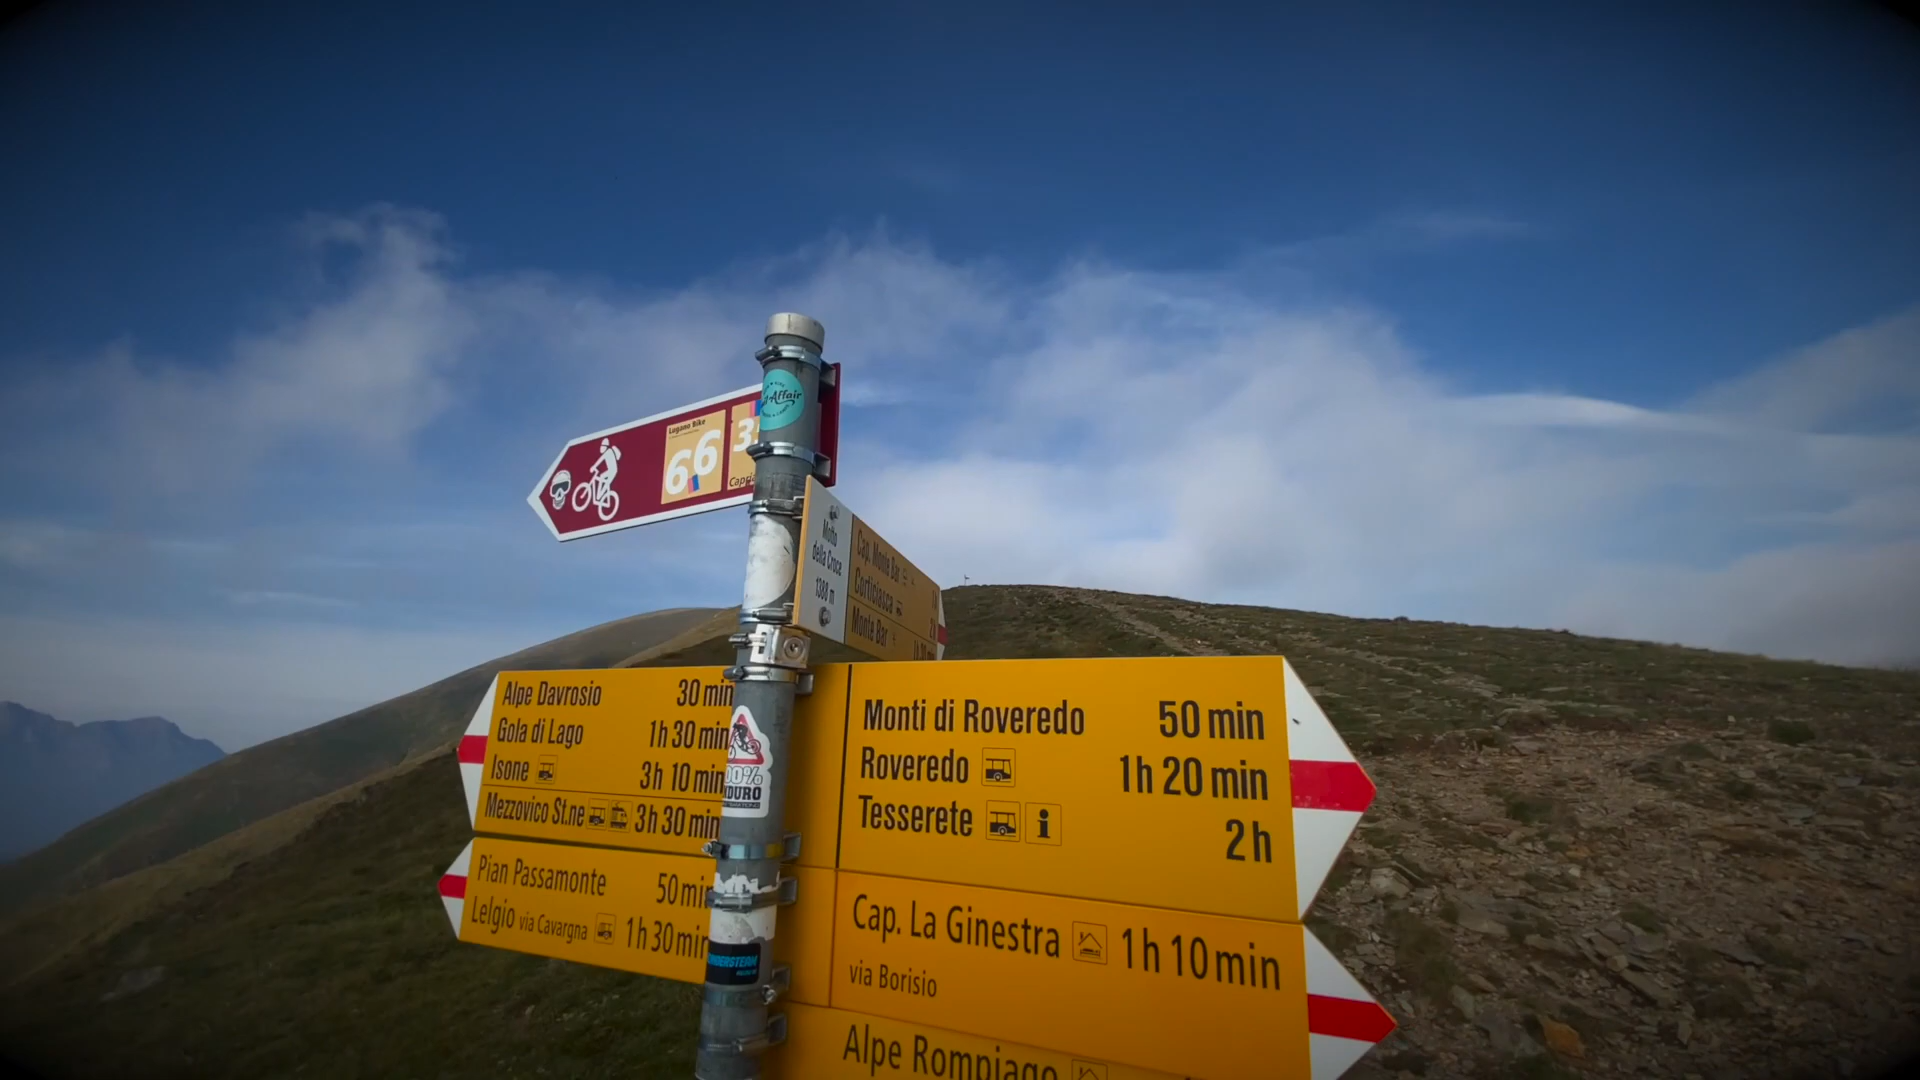 Affair
Lugano Bike
66
Motto
della Croce
1388 m
Cap. Monte Bar
Corticiasca
Monte Bar
Alpe Davrosio 30 min
Gola di Lago 1h 30 min
Isone 3h 10 min
Mezzovico St.ne 3h 30 min
Pian Passamonte 50 min
Lelgio via Cavargna 1h 30 min
Monti di Roveredo 50 min
Roveredo 1h 20 min
Tesserete i 2h
Cap. La Ginestra 1h 10 min
via Borisio
Alpe Rompiago